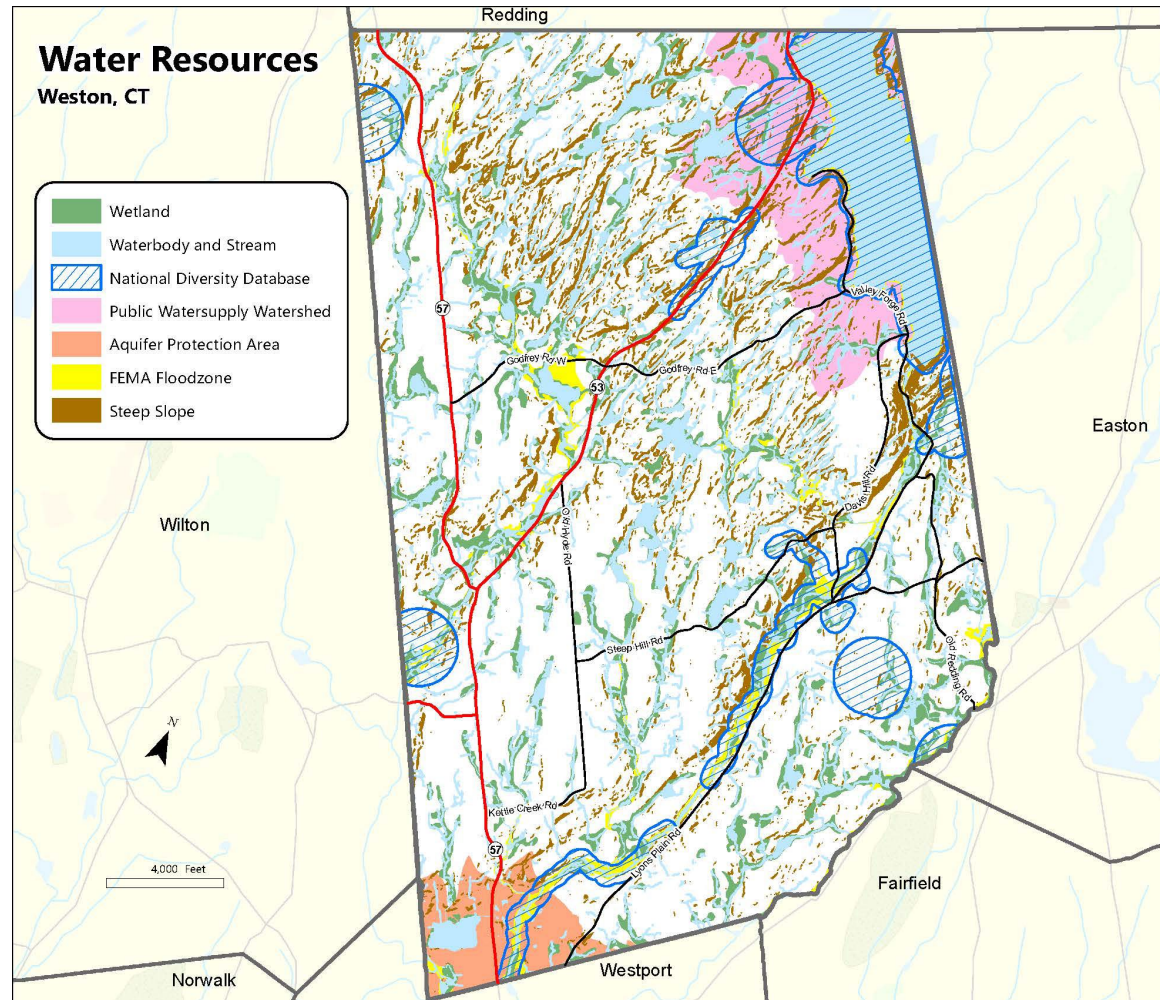 Redding
Water Resources
Weston, CT
Wetland
Waterbody and Stream
National Diversity Database
Public Watersupply Watershed
Aquifer Protection Area
FEMA Floodzone
Steep Slope
57
Valley Forge Rd
Godfrey Rd W
Godfrey Rd E
53
Easton
Davis Hill Rd
Old Hyde Rd
Wilton
Steep Hill Rd
Old Redding Rd
N
Kettle Creek Rd
57
Lyons Plain Rd
4,000 Feet
Fairfield
Westport
Norwalk